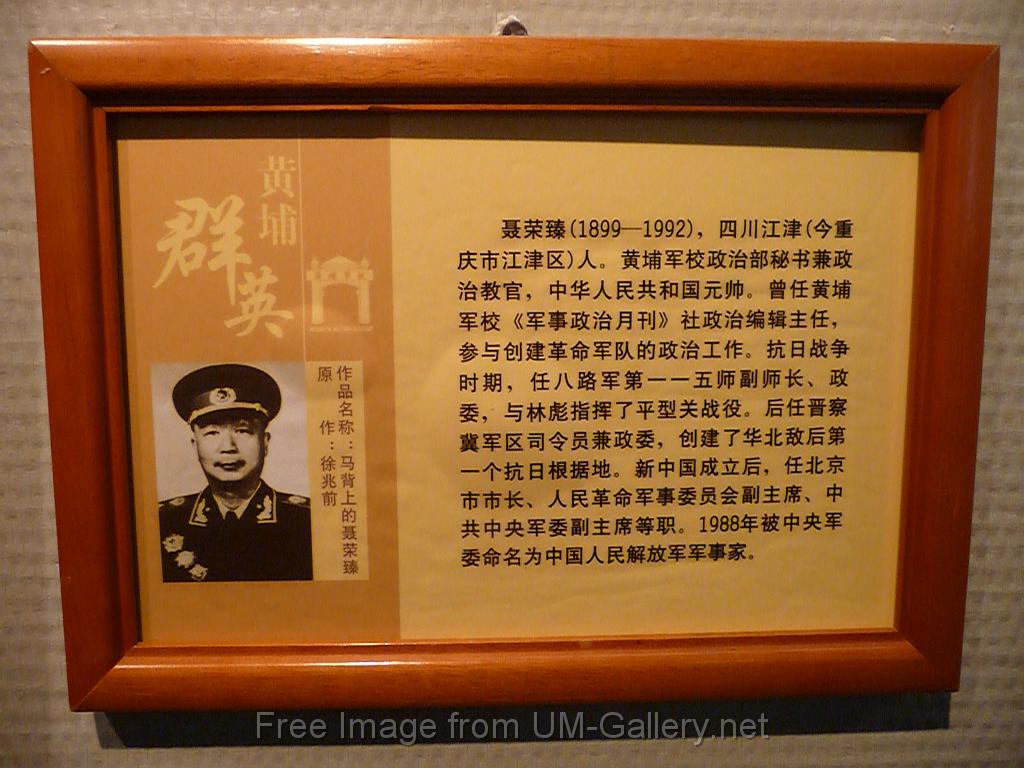 黄埔
群英
作品名称：马背上的聂荣臻
原作：徐兆前
聂荣臻(1899—1992)，四川江津(今重
庆市江津区)人。黄埔军校政治部秘书兼政
治教官，中华人民共和国元帅。曾任黄埔
军校《军事政治月刊》社政治编辑主任，
参与创建革命军队的政治工作。抗日战争
时期，任八路军第一一五师副师长、政
委，与林彪指挥了平型关战役。后任晋察
冀军区司令员兼政委，创建了华北敌后第
一个抗日根据地。新中国成立后，任北京
市市长、人民革命军事委员会副主席、中
共中央军委副主席等职。1988年被中央军
委命名为中国人民解放军军事家。
Free Image from UM-Gallery.net